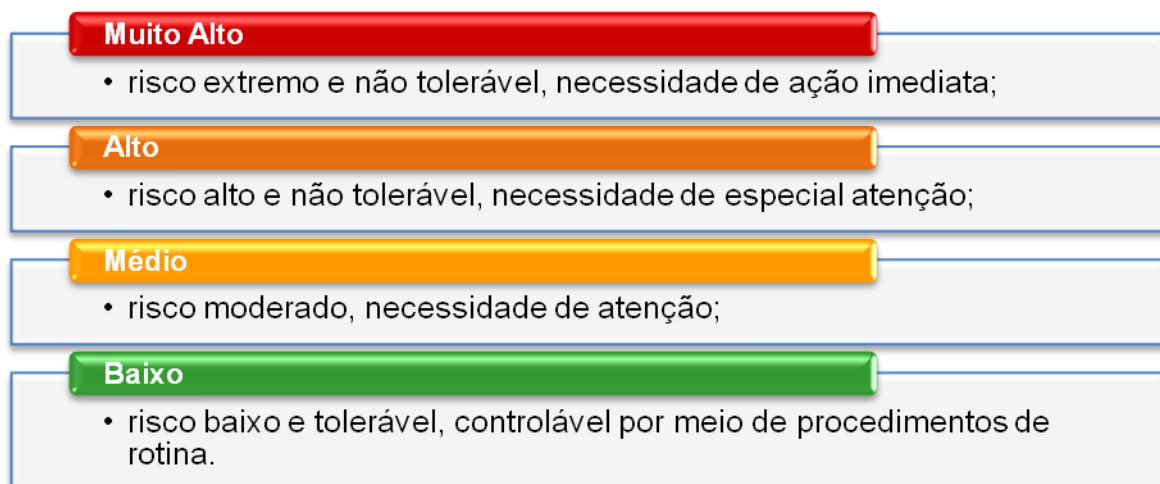 Muito Alto
• risco extremo e não tolerável, necessidade de ação imediata;
Alto
• risco alto e não tolerável, necessidade de especial atenção;
Médio
• risco moderado, necessidade de atenção;
Baixo
• risco baixo e tolerável, controlável por meio de procedimentos de
rotina.